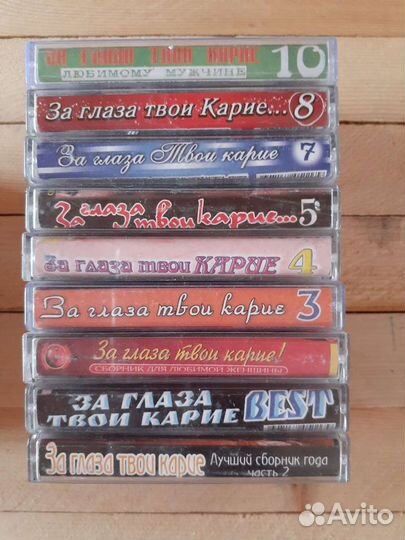 ЗА ГЛАЗА ТВОИ КАРИЕ
ЛЮБИМОМУ МУЖЧИНЕ 10
За глаза твои Карие... 8
За глаза Твои карие 7
За глаза твои карие... 5
За глаза твои КАРИЕ 4
За глаза твои карие 3
За глаза твои карие!
СБОРНИК ДЛЯ ЛЮБИМОЙ ЖЕНЩИНЫ
ЗА ГЛАЗА
ТВОИ КАРИЕ BEST
За глаза твои карие Лучший сборник года
часть 2
Avito